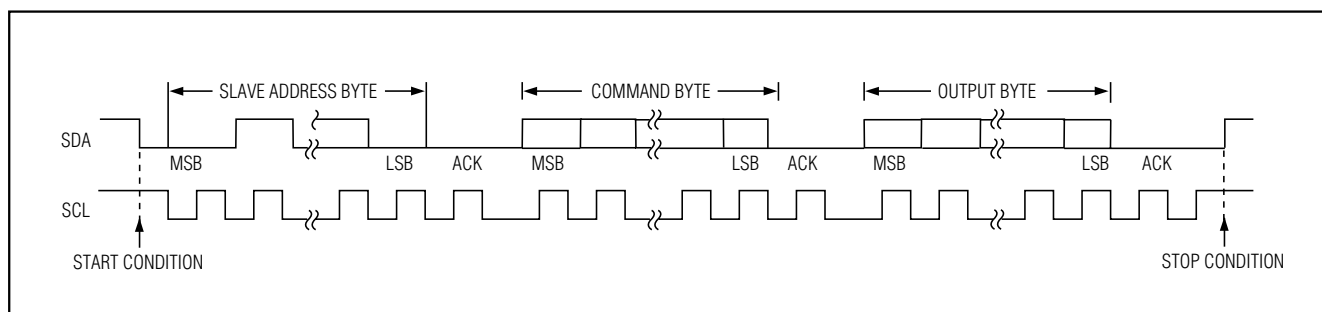 SLAVE ADDRESS BYTE COMMAND BYTE OUTPUT BYTE
SDA
MSB LSB ACK MSB LSB ACK MSB LSB ACK
SCL
START CONDITION STOP CONDITION